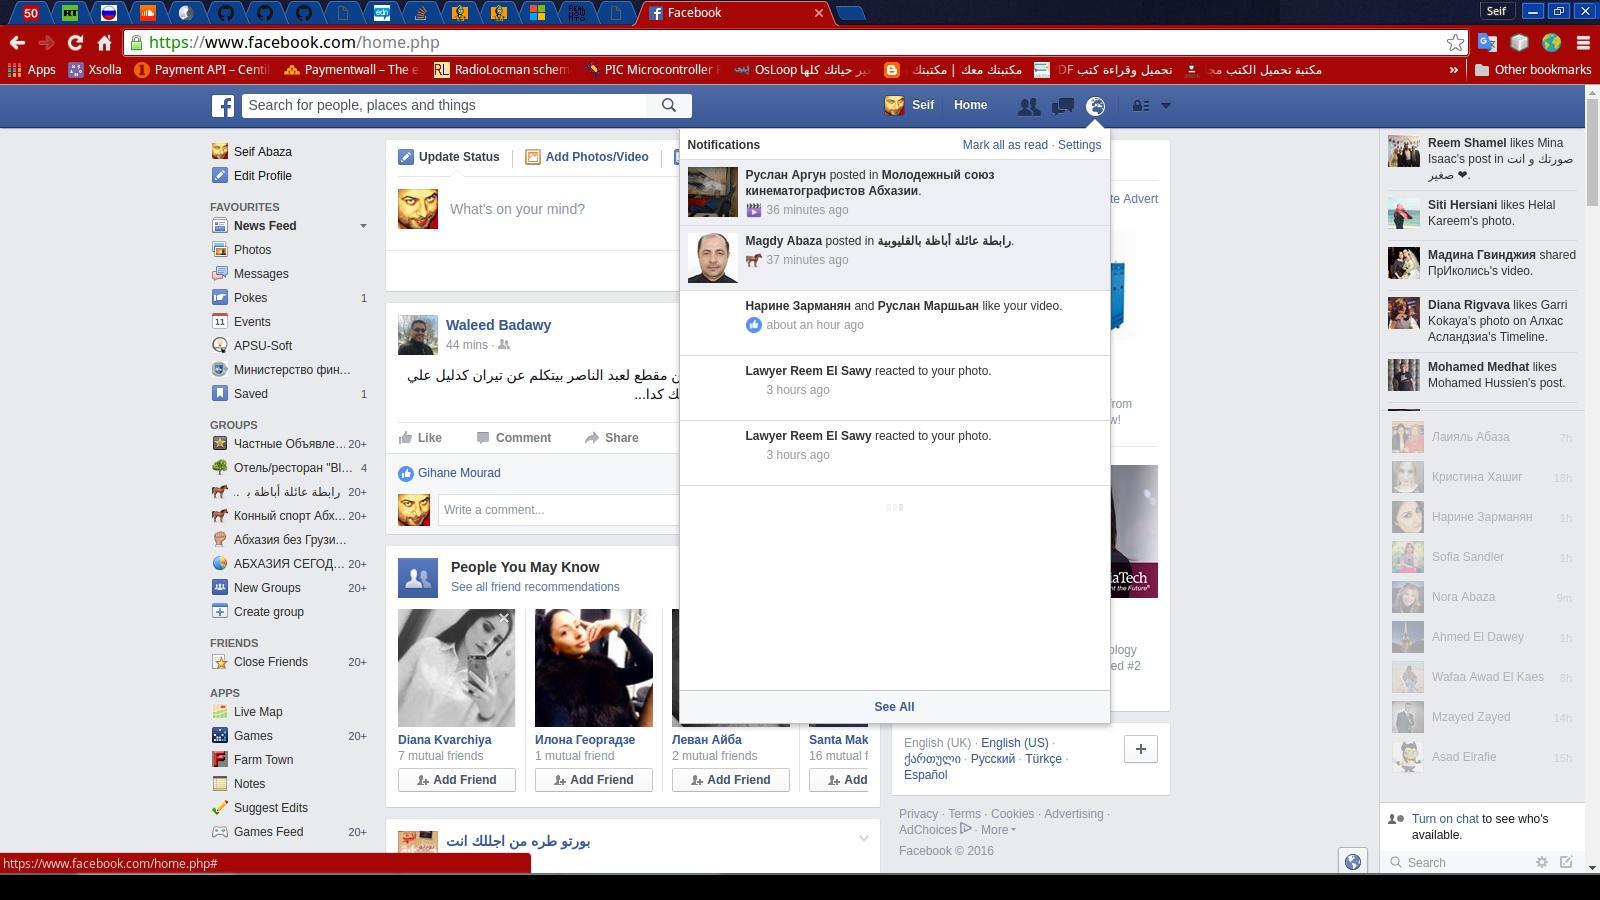 50
RT
edn
Facebook
Seif
https://www.facebook.com/home.php
Apps
Xsolla
Payment API – Centi
Paymentwall – The e
RadioLocman schem
PIC Microcontroller F
OsLoop غير حياتك كلها
مكتبتك معك | مكتبتك
تحميل وقراءة كتب DF
مكتبة تحميل الكتب مج
»
Other bookmarks
Search for people, places and things
Seif
Home
Seif Abaza
Edit Profile
FAVOURITES
News Feed
Photos
Messages
Pokes 1
Events
APSU-Soft
Министерство фин...
Saved 1
GROUPS
Частные Объявле... 20+
Отель/ресторан "Bl... 4
رابطة عائلة أباظة ب .. 20+
Конный спорт Абх... 20+
Абхазия без Грузи...
АБХАЗИЯ СЕГОД... 20+
New Groups 20+
Create group
FRIENDS
Close Friends 20+
APPS
Live Map
Games 20+
Farm Town
Notes
Suggest Edits
Games Feed 20+
https://www.facebook.com/home.php#
Update Status
Add Photos/Video
What's on your mind?
Waleed Badawy
44 mins ·
ن مقطع لعبد الناصر بيتكلم عن تيران كدليل علي
ك كدا...
Like Comment Share
Gihane Mourad
Write a comment...
People You May Know
See all friend recommendations
Diana Kvarchiya
7 mutual friends
Add Friend
Илона Георгадзе
1 mutual friend
Add Friend
Леван Айба
2 mutual friends
Add Friend
Santa Mak
16 mutual f
Add
بورتو طره من اجللك انت
Notifications
Mark all as read · Settings
Руслан Аргун posted in Молодежный союз
кинематографистов Абхазии.
36 minutes ago
Magdy Abaza posted in رابطة عائلة أباظة بالقليوبية.
37 minutes ago
Нарине Зарманян and Руслан Маршьан like your video.
about an hour ago
Lawyer Reem El Sawy reacted to your photo.
3 hours ago
Lawyer Reem El Sawy reacted to your photo.
3 hours ago
See All
te Advert
rom
w!
iaTech
nt the Future
ology
ed #2
English (UK) · English (US) ·
ქართული · Русский · Türkçe ·
Español
+
Privacy · Terms · Cookies · Advertising ·
AdChoices · More
Facebook © 2016
Reem Shamel likes Mina
Isaac's post in صورتك و انت
صغير ❤.
Siti Hersiani likes Helal
Kareem's photo.
Мадина Гвинджия shared
ПрИколись's video.
Diana Rigvava likes Garri
Kokaya's photo on Алхас
Асландзиа's Timeline.
Mohamed Medhat likes
Mohamed Hussien's post.
Лаияль Абаза 7h
Кристина Хашиг 18h
Нарине Зарманян 1h
Sofia Sandler 1h
Nora Abaza 9m
Ahmed El Dawey 1h
Wafaa Awad El Kaes 8h
Mzayed Zayed 14h
Asad Elrafie 15h
Turn on chat to see who's
available.
Search